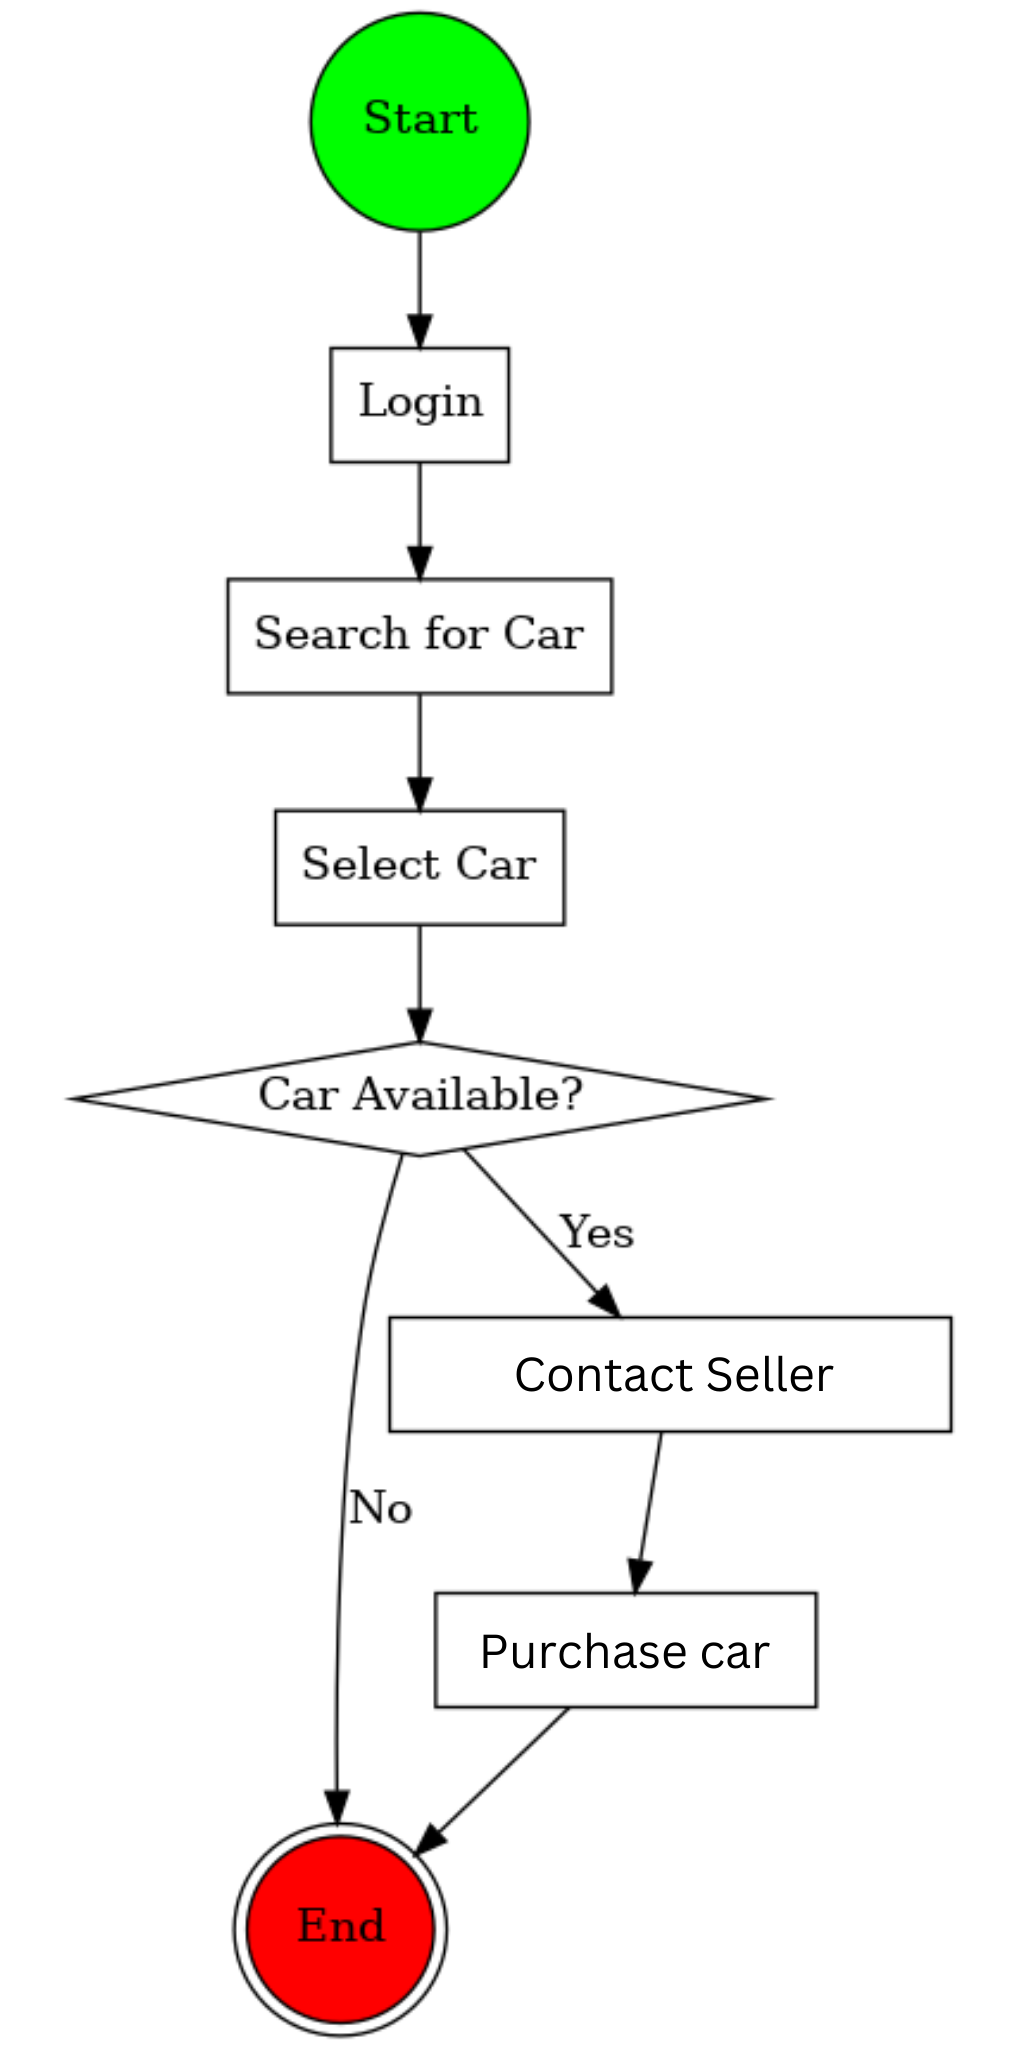 Start
Login
Search for Car
Select Car
Car Available?
Yes
Contact Seller
No
Purchase car
End